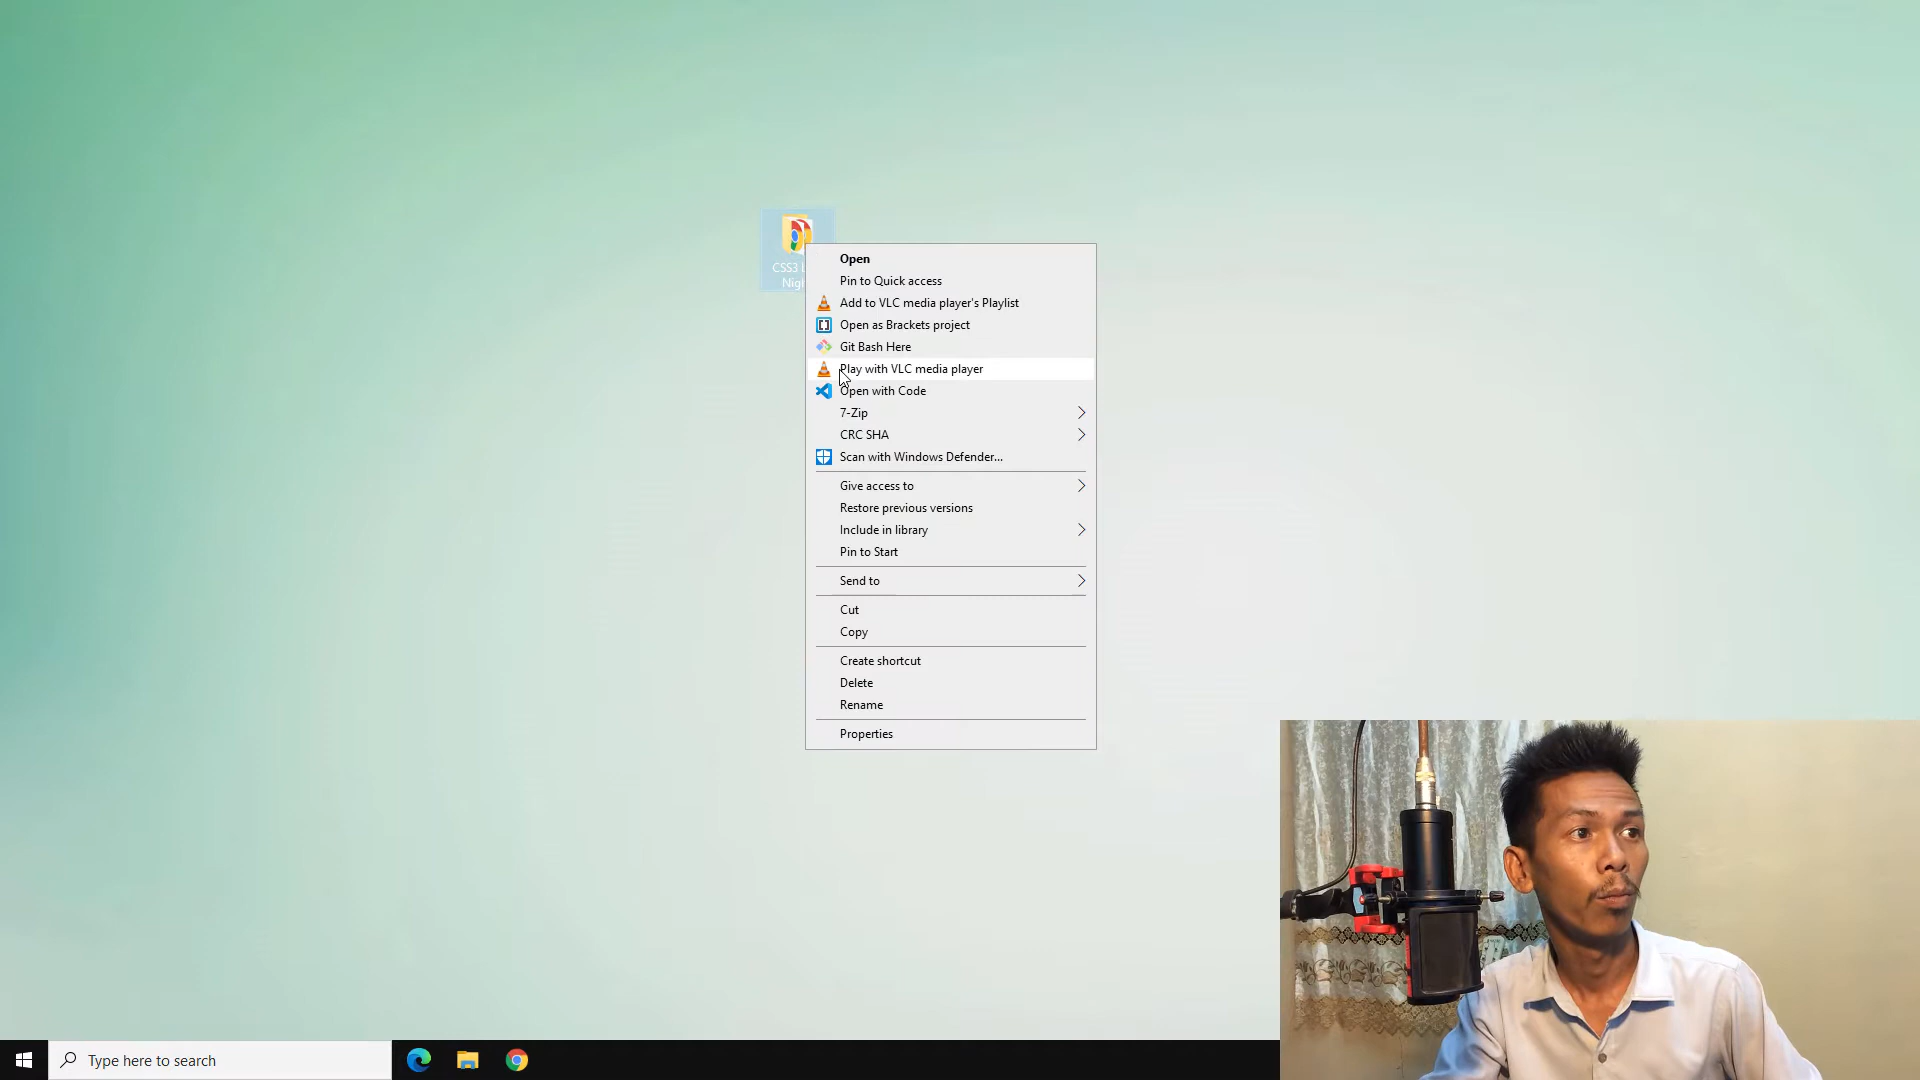 CSS3
Open
Pin to Quick access
Add to VLC media player's Playlist
Open as Brackets project
Git Bash Here
Play with VLC media player
Open with Code
7-Zip
CRC SHA
Scan with Windows Defender...
Give access to
Restore previous versions
Include in library
Pin to Start
Send to
Cut
Copy
Create shortcut
Delete
Rename
Properties
Type here to search